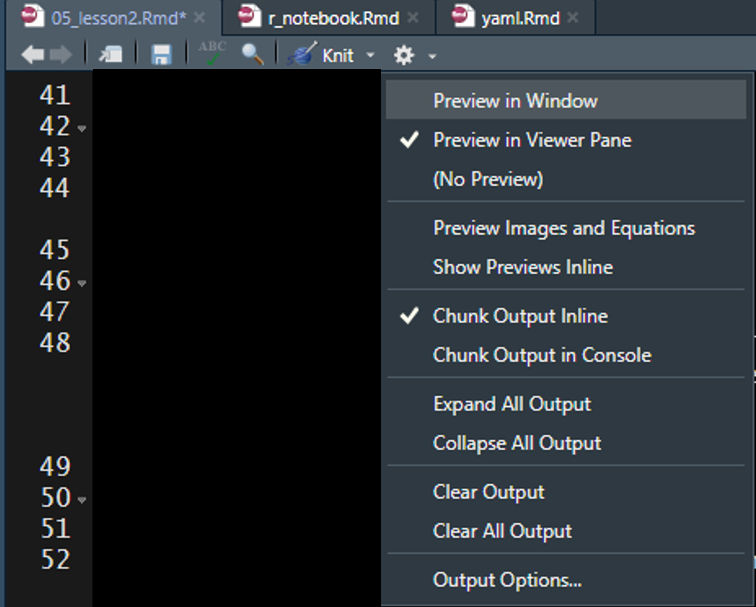 05_lesson2.Rmd* × r_notebook.Rmd × yaml.Rmd ×
ABC Knit
41
42
43
44
45
46
47
48
49
50
51
52
Preview in Window
Preview in Viewer Pane
(No Preview)
Preview Images and Equations
Show Previews Inline
Chunk Output Inline
Chunk Output in Console
Expand All Output
Collapse All Output
Clear Output
Clear All Output
Output Options...